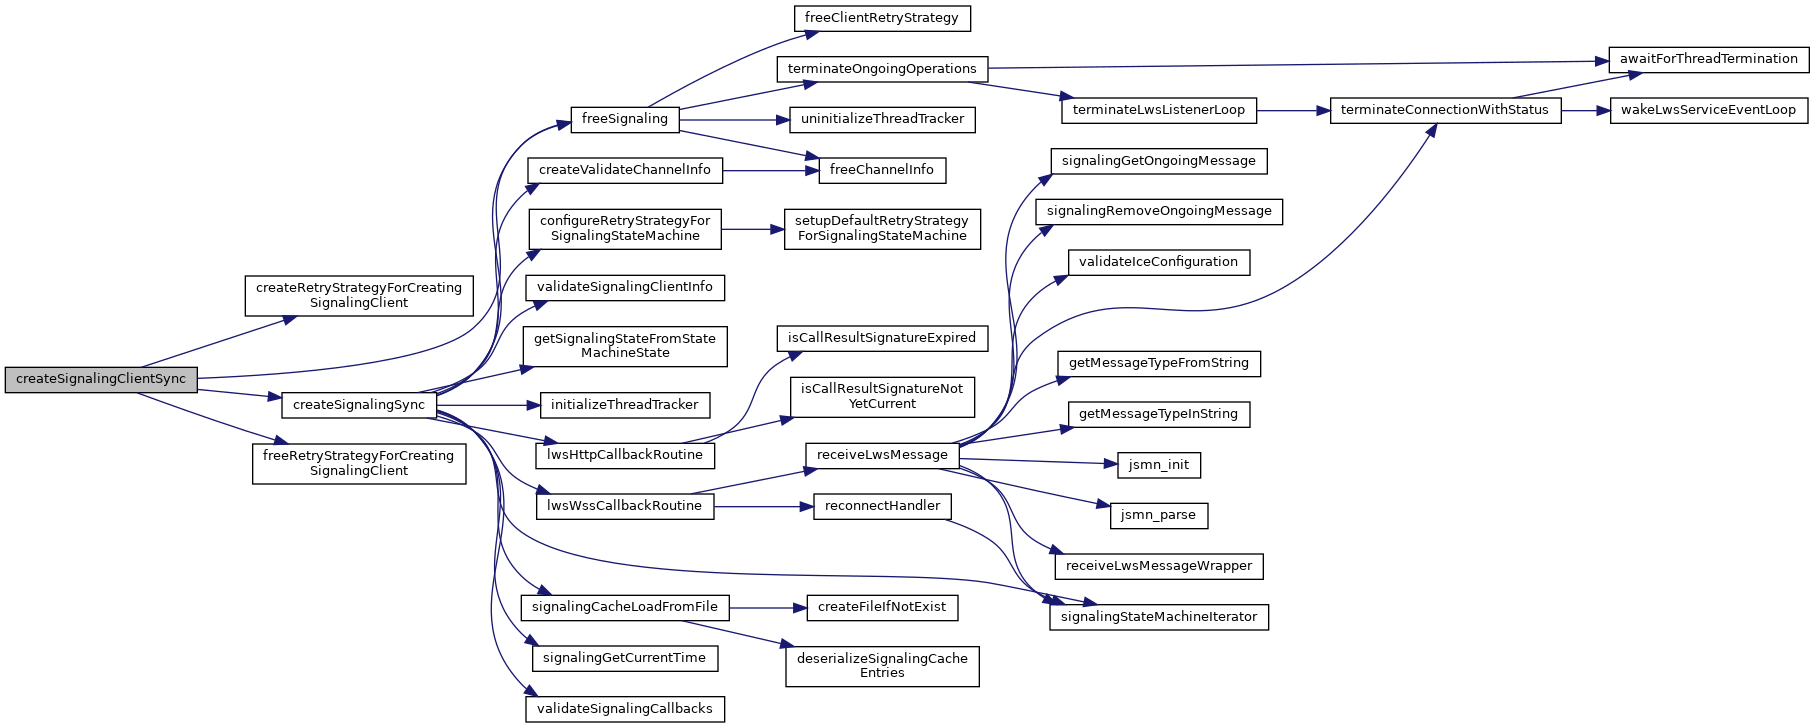 createSignalingClientSync
createRetryStrategyForCreating
SignalingClient
createSignalingSync
freeRetryStrategyForCreating
SignalingClient
freeSignaling
createValidateChannelInfo
configureRetryStrategyFor
SignalingStateMachine
validateSignalingClientInfo
getSignalingStateFromState
MachineState
initializeThreadTracker
lwsHttpCallbackRoutine
lwsWssCallbackRoutine
signalingCacheLoadFromFile
signalingGetCurrentTime
validateSignalingCallbacks
freeClientRetryStrategy
terminateOngoingOperations
uninitializeThreadTracker
freeChannelInfo
setupDefaultRetryStrategy
ForSignalingStateMachine
isCallResultSignatureExpired
isCallResultSignatureNot
YetCurrent
receiveLwsMessage
reconnectHandler
createFileIfNotExist
deserializeSignalingCache
Entries
terminateLwsListenerLoop
signalingGetOngoingMessage
signalingRemoveOngoingMessage
validateIceConfiguration
getMessageTypeFromString
getMessageTypeInString
jsmn_init
jsmn_parse
receiveLwsMessageWrapper
signalingStateMachineIterator
terminateConnectionWithStatus
awaitForThreadTermination
wakeLwsServiceEventLoop